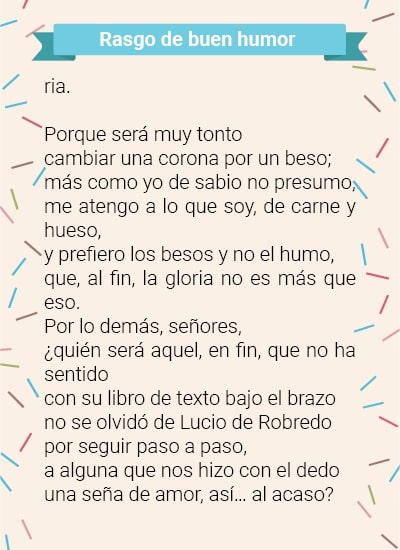 Rasgo de buen humor
ria.
Porque será muy tonto
cambiar una corona por un beso;
más como yo de sabio no presumo,
me atengo a lo que soy, de carne y
hueso,
y prefiero los besos y no el humo,
que, al fin, la gloria no es más que
eso.
Por lo demás, señores,
¿quién será aquel, en fin, que no ha
sentido
con su libro de texto bajo el brazo
no se olvidó de Lucio de Robredo
por seguir paso a paso,
a alguna que nos hizo con el dedo
una seña de amor, así… al acaso?